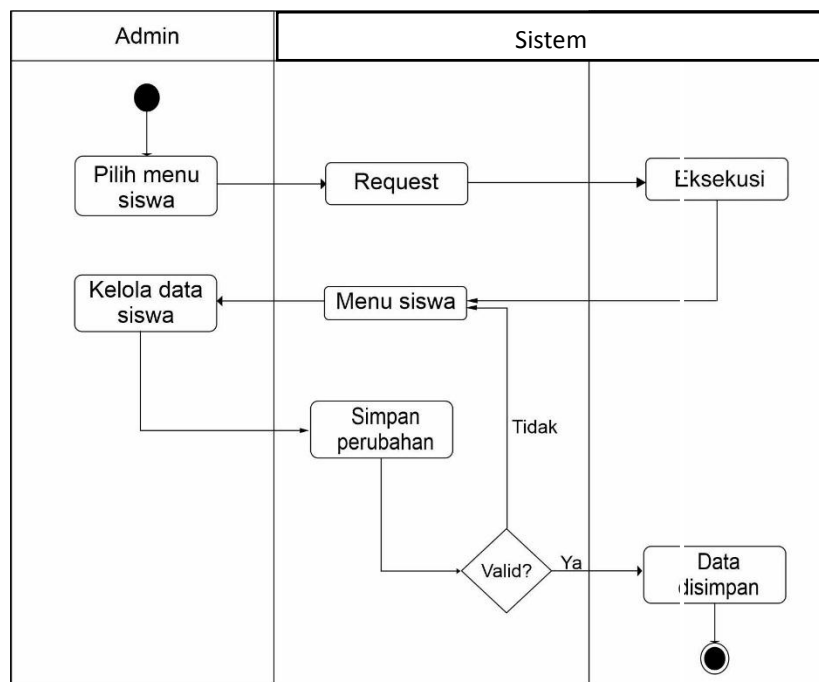 Admin
Sistem
Pilih menu
siswa
Request
Eksekusi
Kelola data
siswa
Menu siswa
Simpan
perubahan
Tidak
Valid?
Ya
Data
disimpan